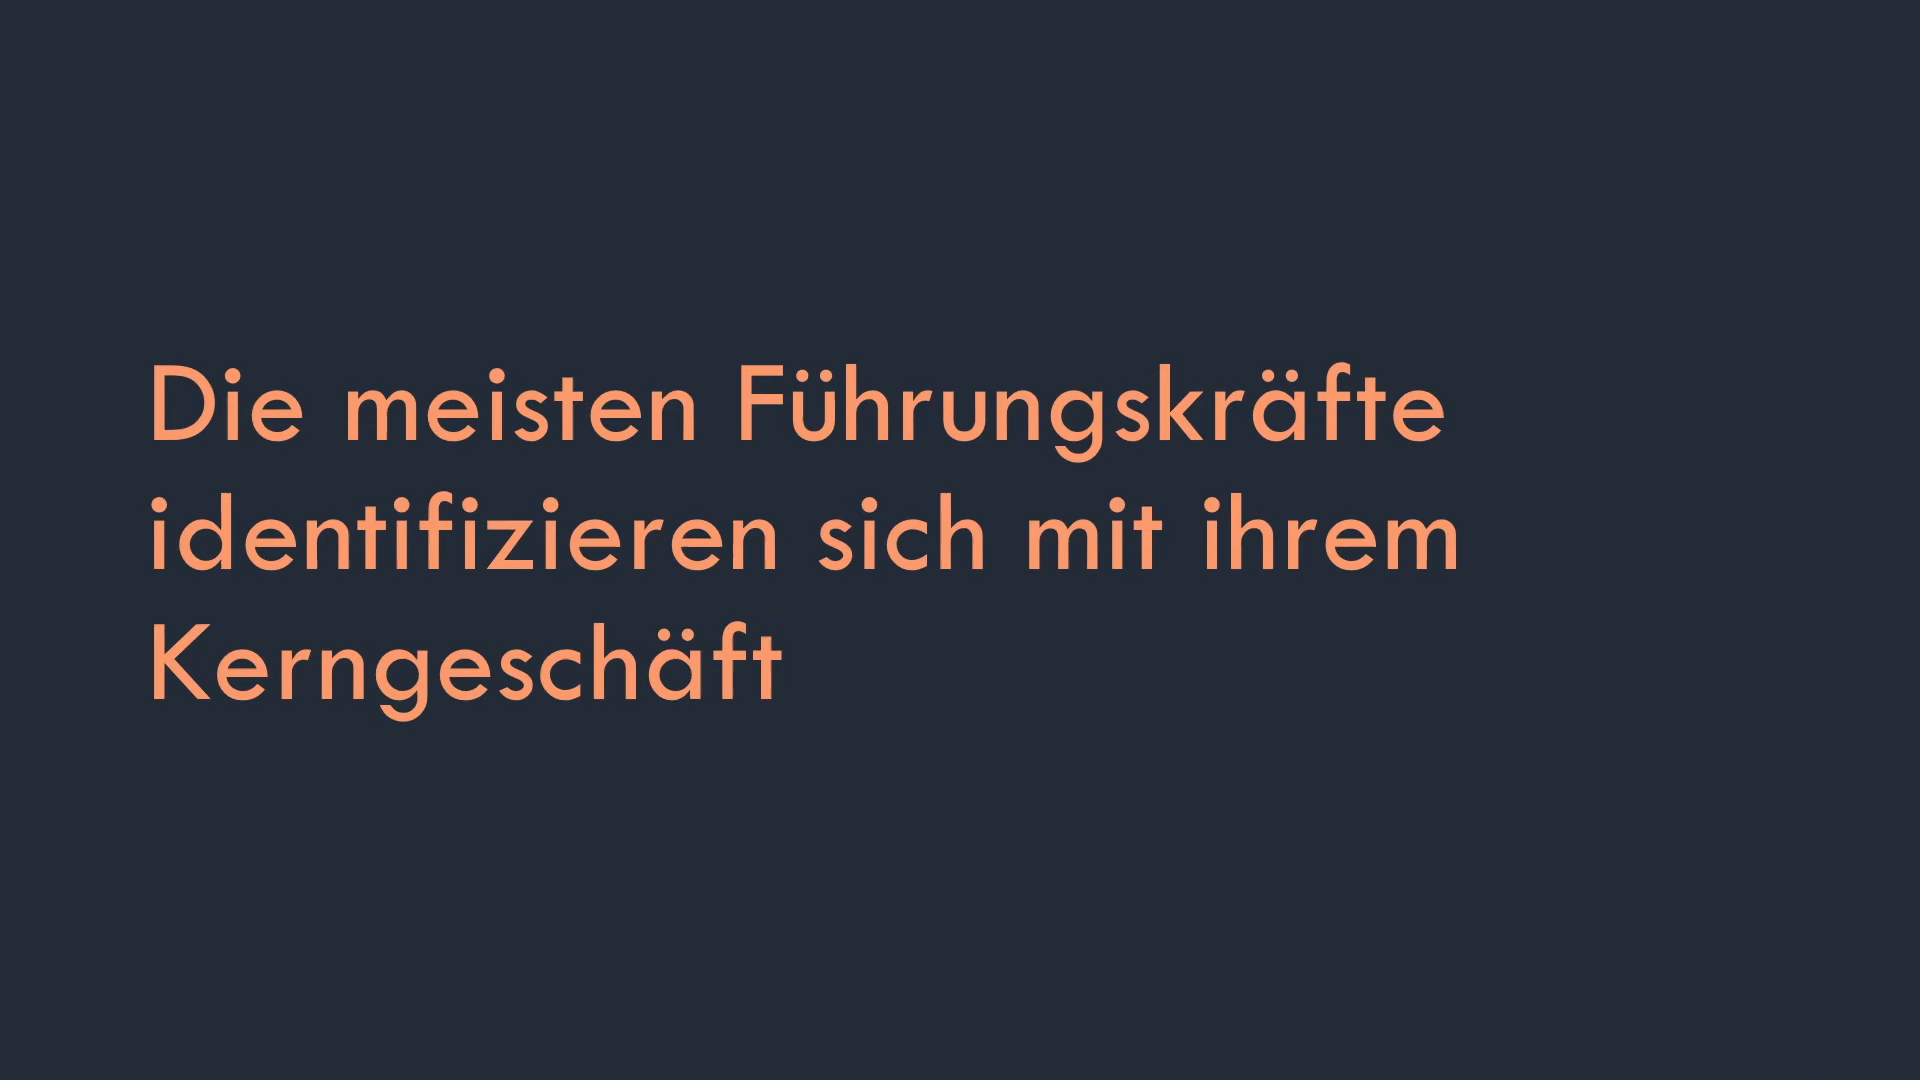 Die meisten Führungskräfte
identifizieren sich mit ihrem
Kerngeschäft